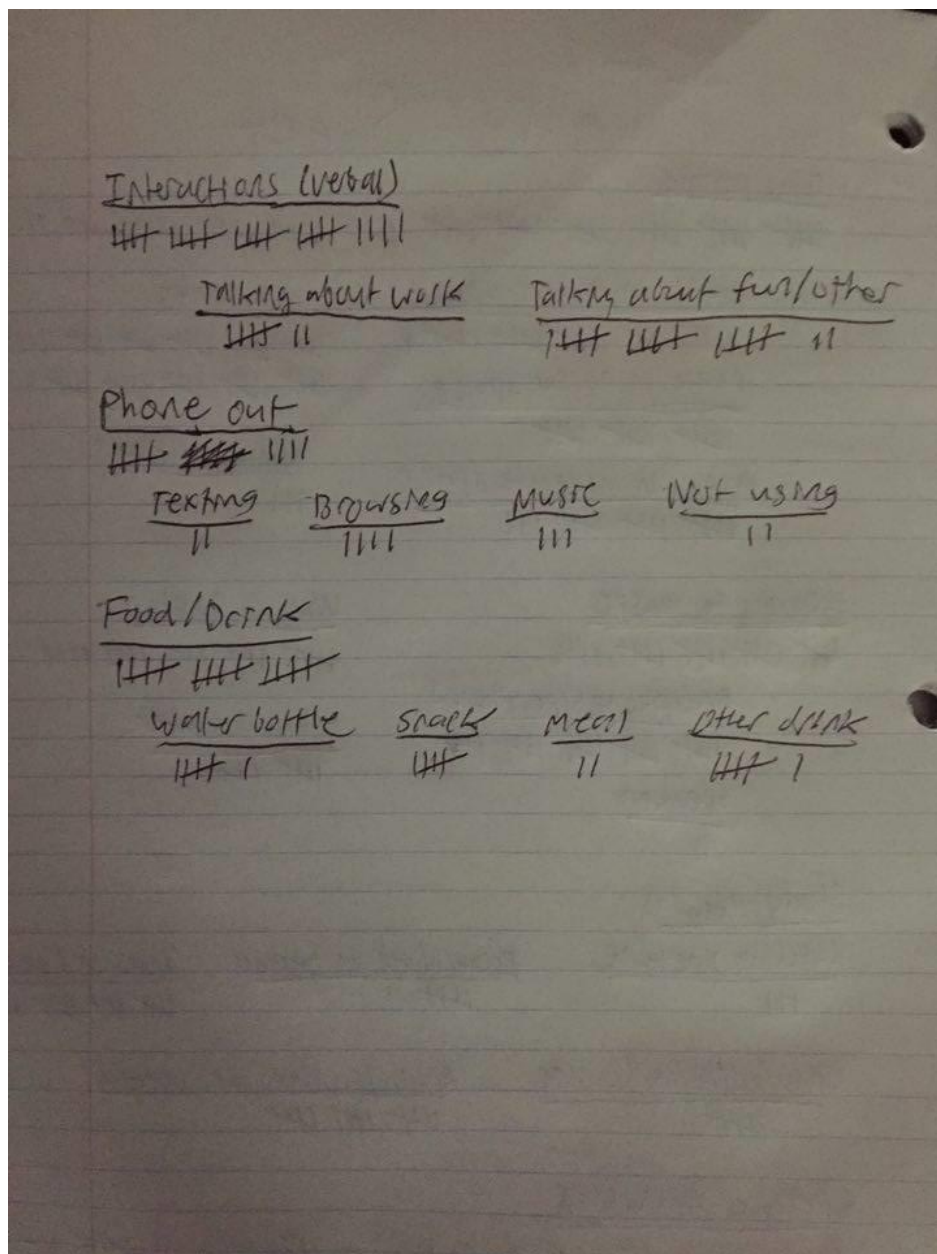 Interactions (verbal)
Talking about work Talking about fun/other
Phone out
Texting Browsing Music Not using
Food/Drink
Water bottle Snack Meal Other drink